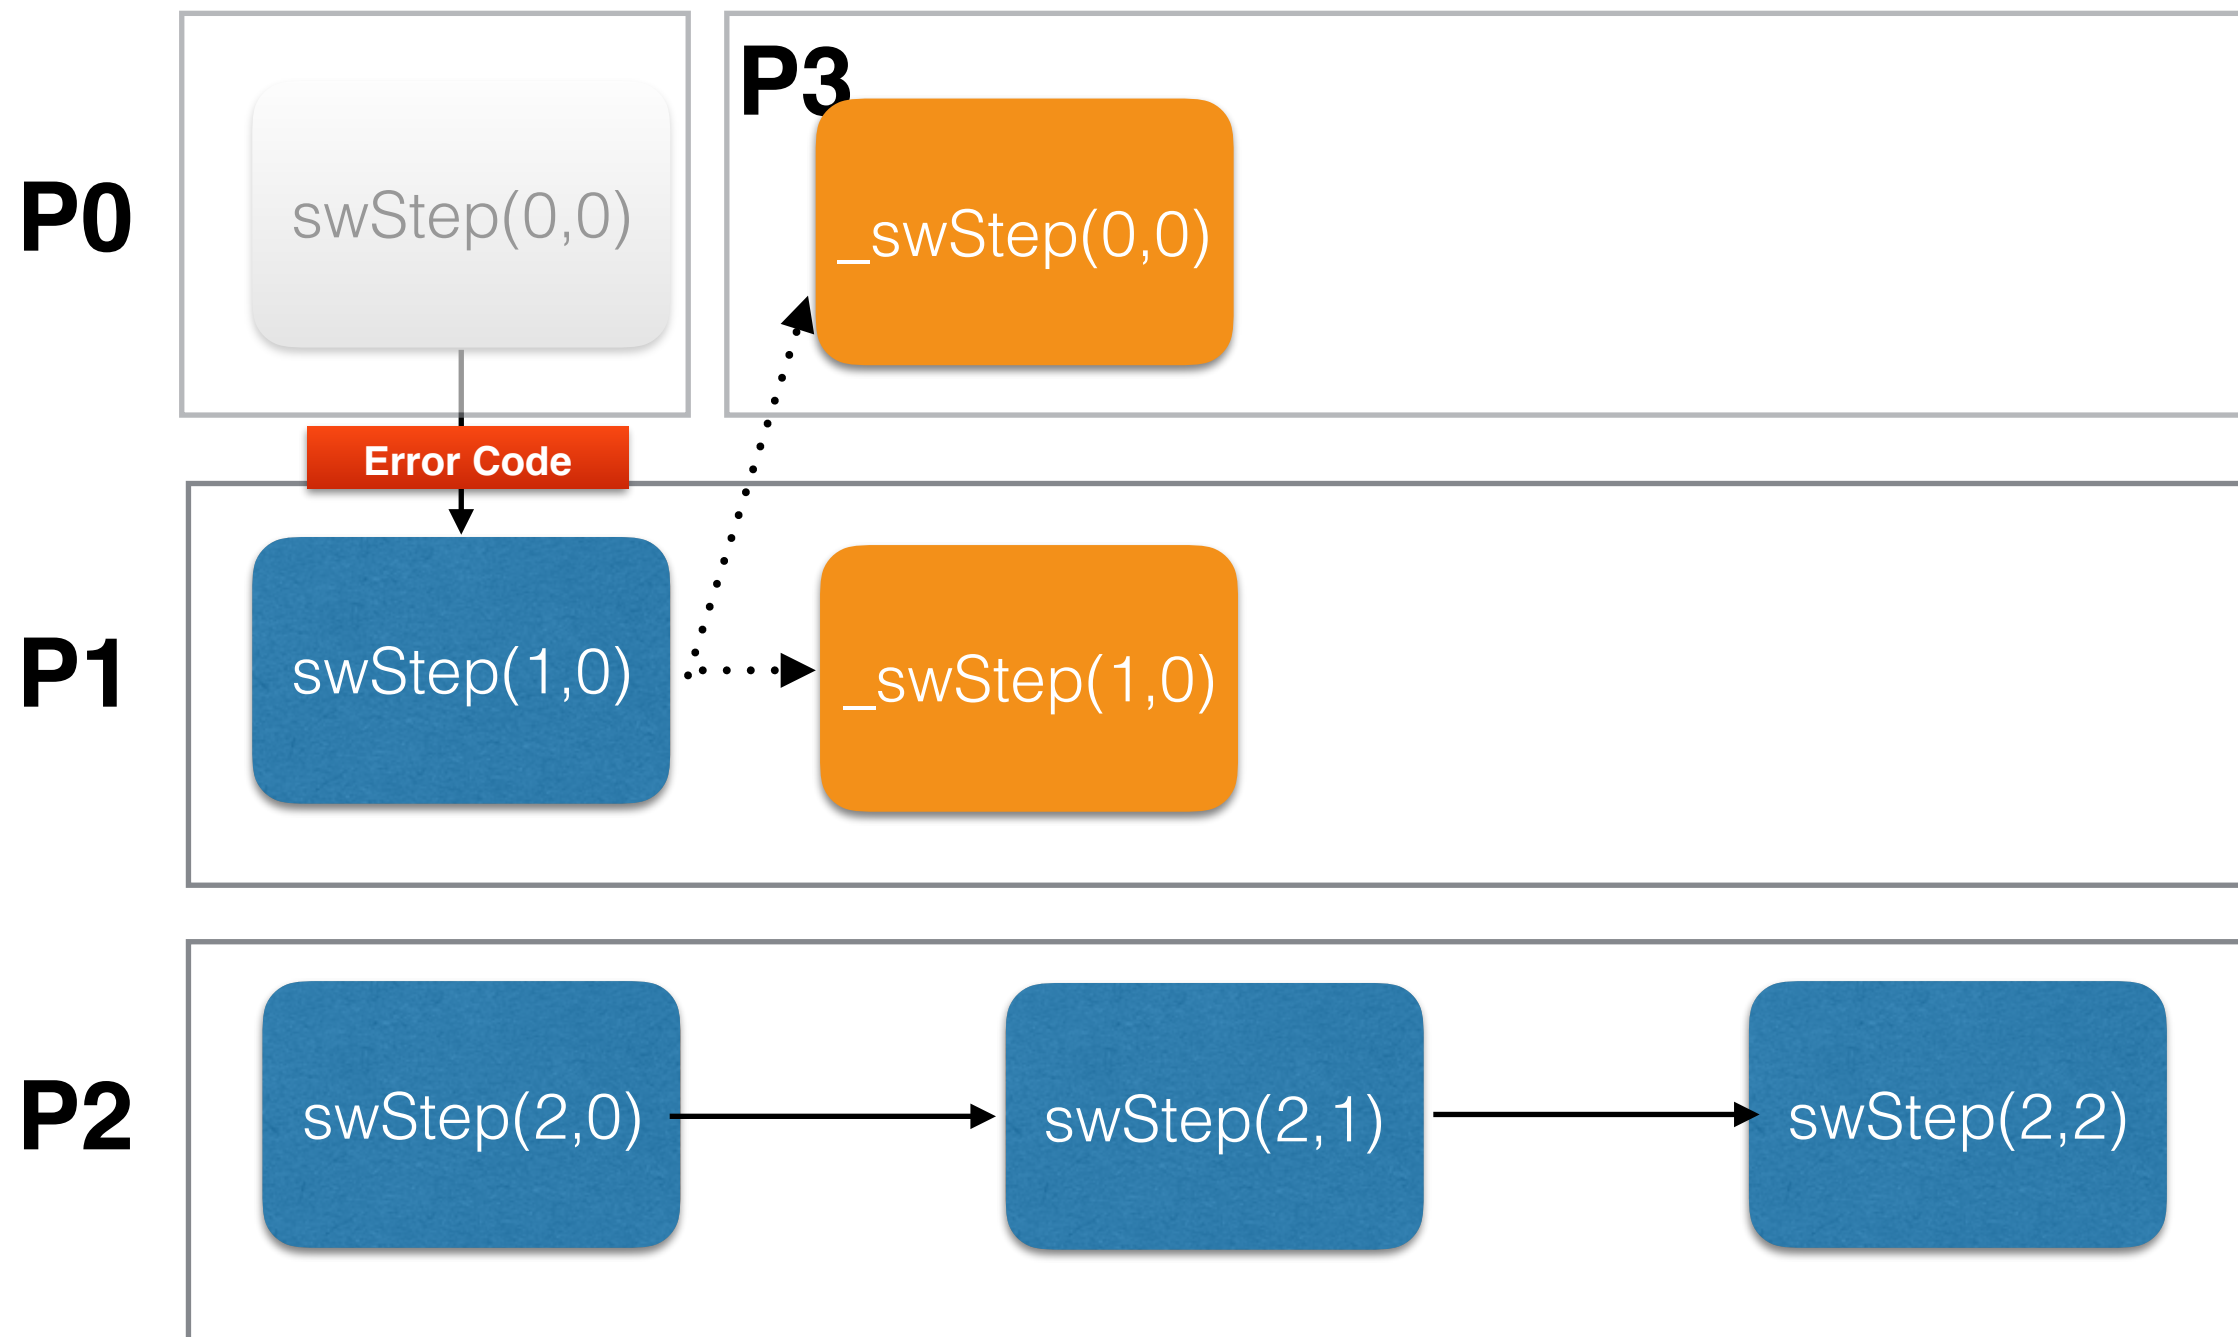 P0
swStep(0,0)
P3
_swStep(0,0)
Error Code
P1
swStep(1,0)
_swStep(1,0)
P2
swStep(2,0)
swStep(2,1)
swStep(2,2)